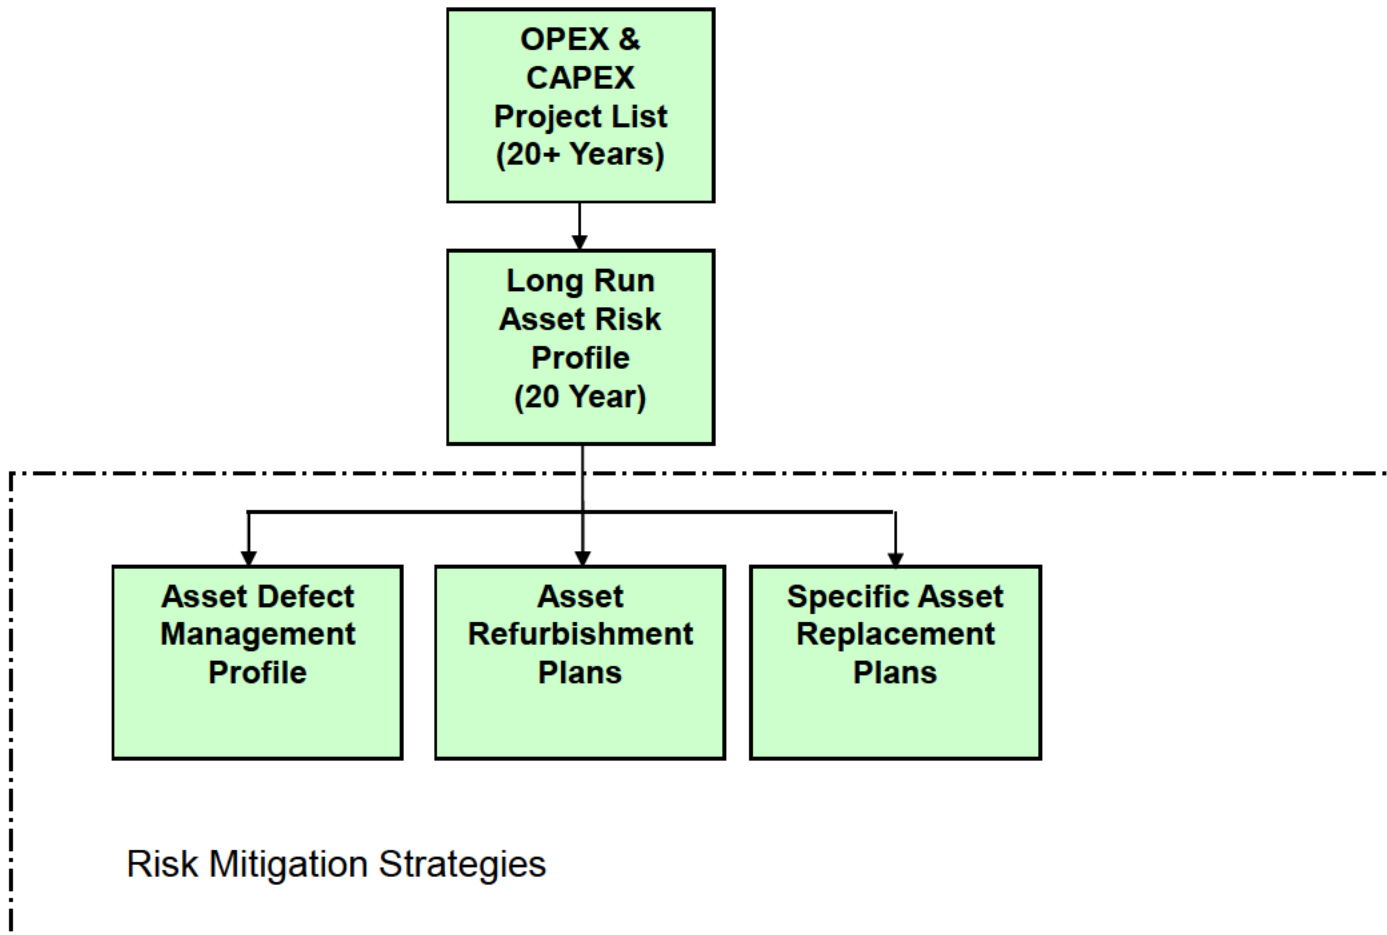 OPEX &
CAPEX
Project List
(20+ Years)
Long Run
Asset Risk
Profile
(20 Year)
Asset Defect
Management
Profile
Asset
Refurbishment
Plans
Specific Asset
Replacement
Plans
Risk Mitigation Strategies